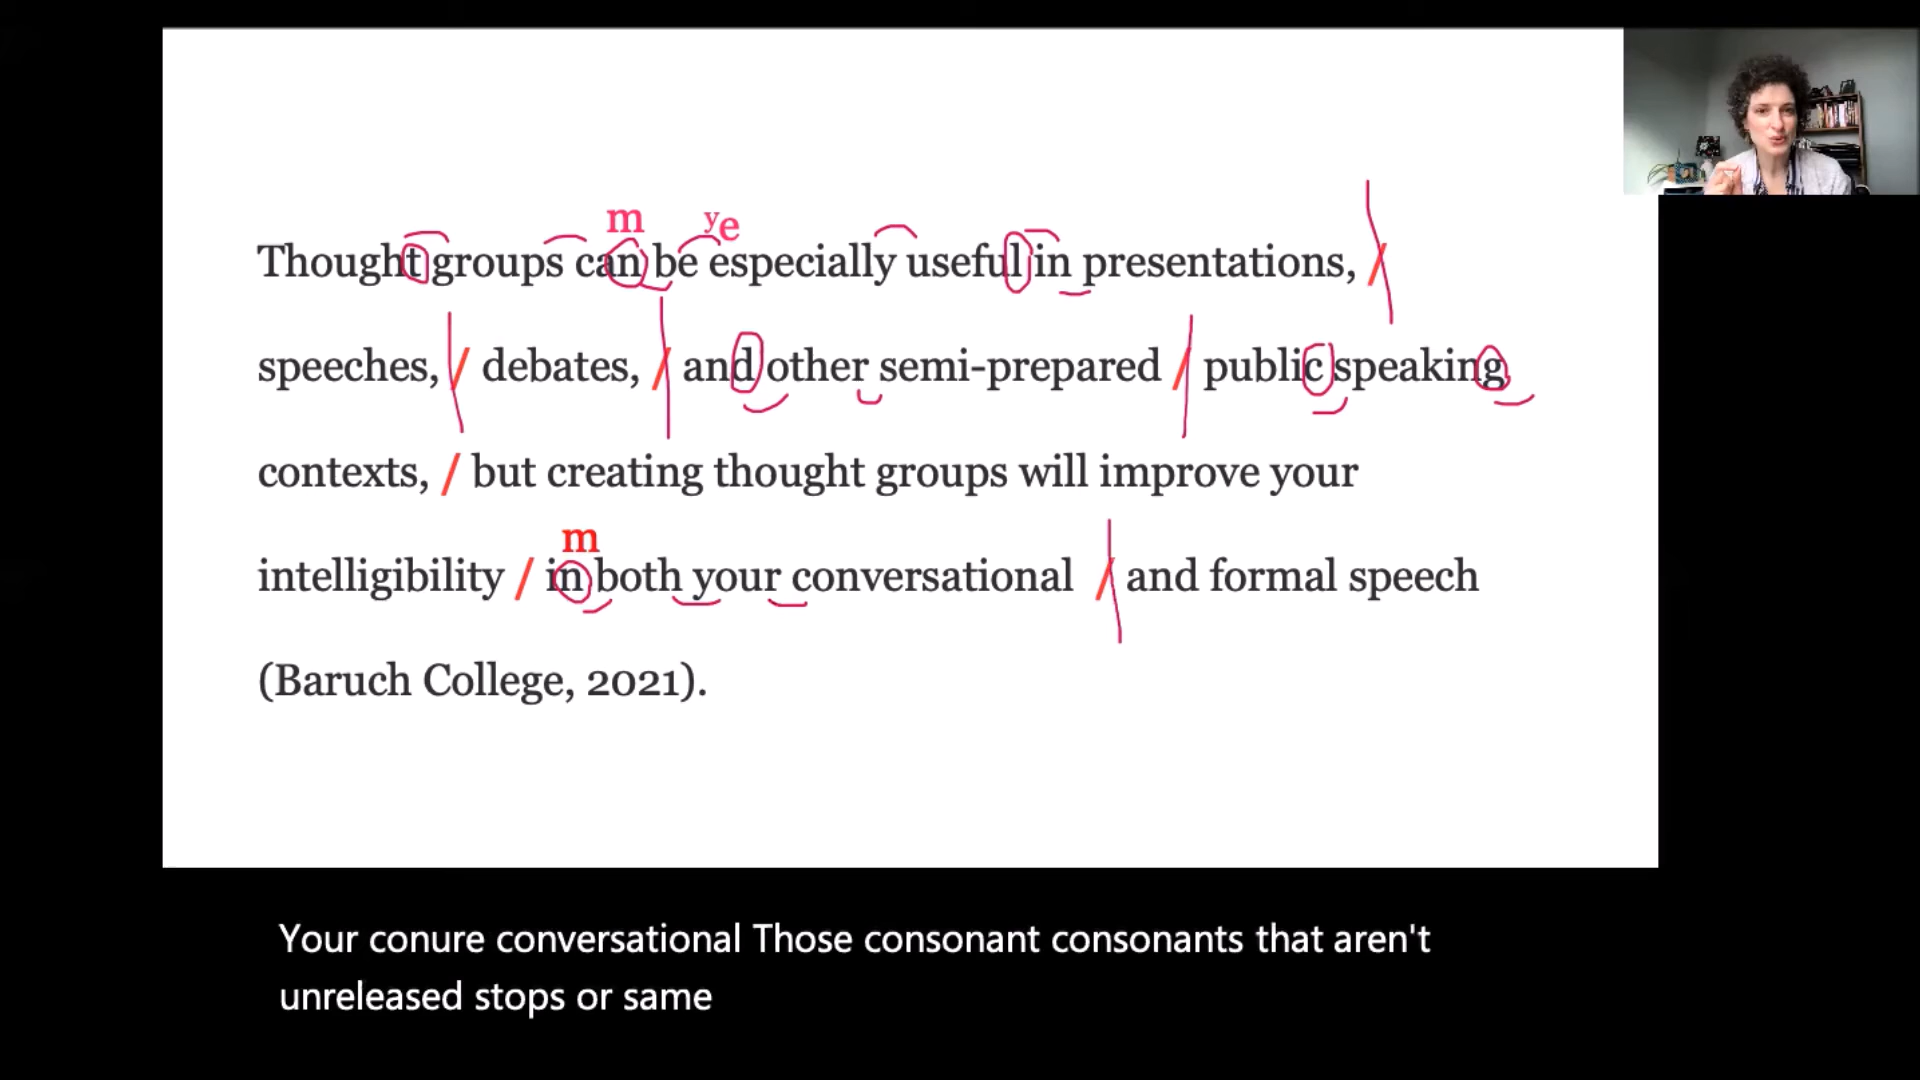 m ye
Thought groups can be especially useful in presentations, /
speeches, / debates, / and other semi-prepared / public speaking
contexts, / but creating thought groups will improve your
m
intelligibility / in both your conversational / and formal speech
(Baruch College, 2021).
Your conure conversational Those consonant consonants that aren't
unreleased stops or same